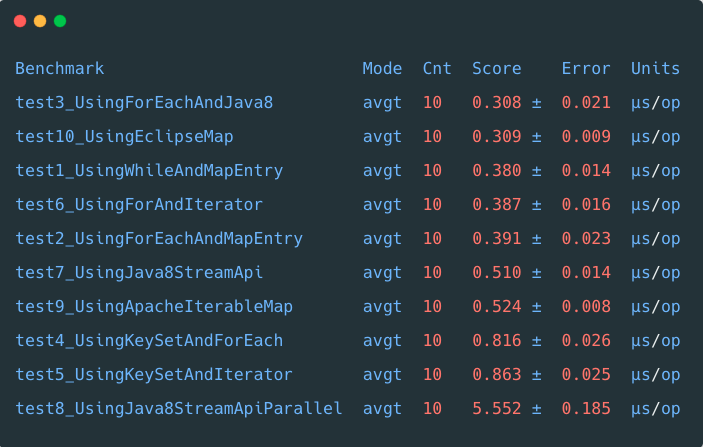 Benchmark Mode Cnt Score Error Units
test3_UsingForEachAndJava8 avgt 10 0.308 ± 0.021 µs/op
test10_UsingEclipseMap avgt 10 0.309 ± 0.009 µs/op
test1_UsingWhileAndMapEntry avgt 10 0.380 ± 0.014 µs/op
test6_UsingForAndIterator avgt 10 0.387 ± 0.016 µs/op
test2_UsingForEachAndMapEntry avgt 10 0.391 ± 0.023 µs/op
test7_UsingJava8StreamApi avgt 10 0.510 ± 0.014 µs/op
test9_UsingApacheIterableMap avgt 10 0.524 ± 0.008 µs/op
test4_UsingKeySetAndForEach avgt 10 0.816 ± 0.026 µs/op
test5_UsingKeySetAndIterator avgt 10 0.863 ± 0.025 µs/op
test8_UsingJava8StreamApiParallel avgt 10 5.552 ± 0.185 µs/op